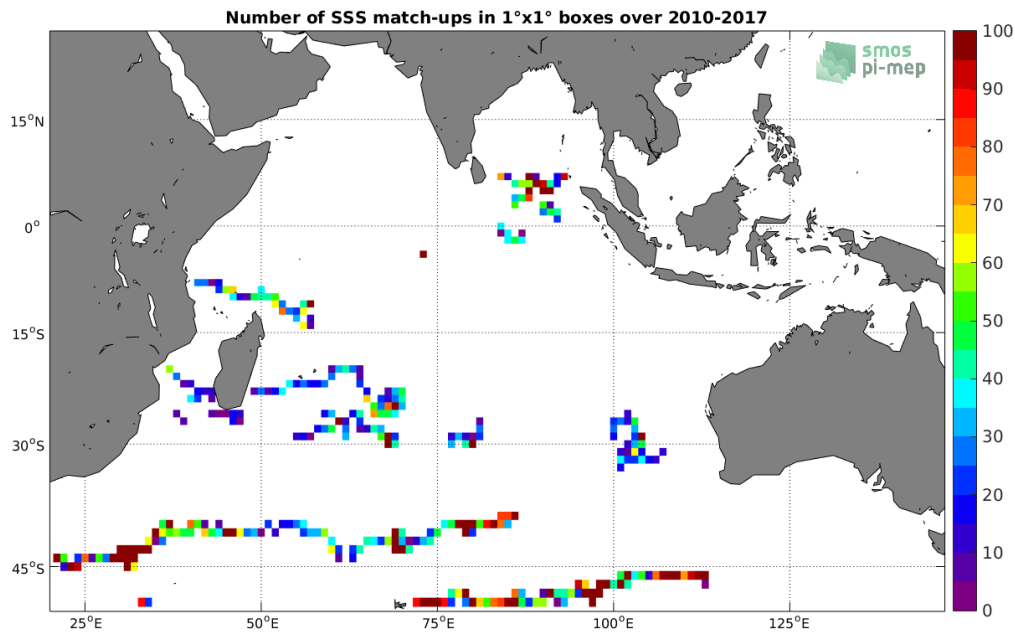 Number of SSS match-ups in 1°x1° boxes over 2010-2017
smos
pi-mep
15°N
0°
15°S
30°S
45°S
25°E
50°E
75°E
100°E
125°E
100
90
80
70
60
50
40
30
20
10
0